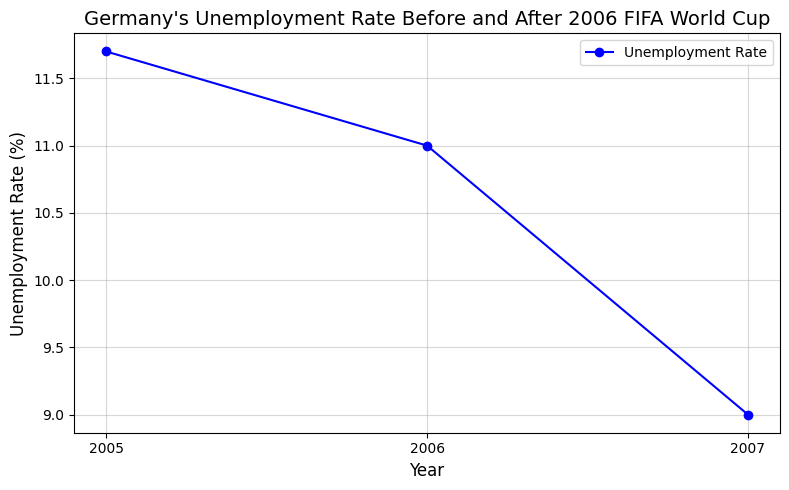 Germany's Unemployment Rate Before and After 2006 FIFA World Cup
Unemployment Rate
Unemployment Rate (%)
11.5
11.0
10.5
10.0
9.5
9.0
2005 2006 2007
Year